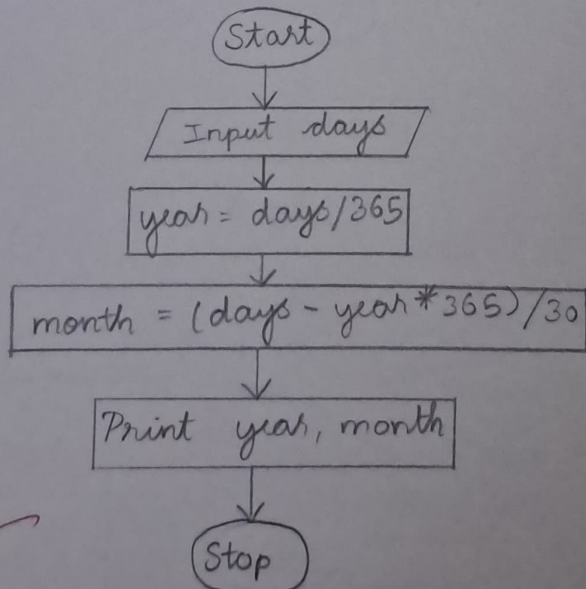 Start
Input days
year = days/365
month = (days - year*365)/30
Print year, month
Stop